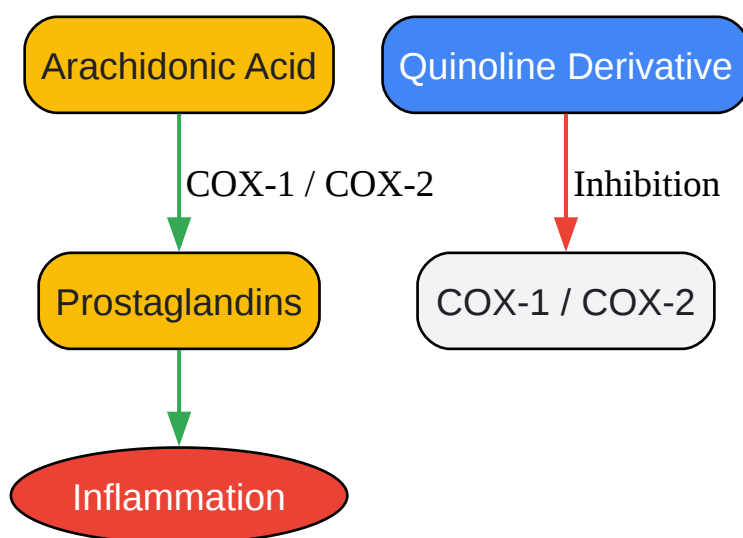 Arachidonic Acid
Quinoline Derivative
COX-1 / COX-2
Inhibition
Prostaglandins
COX-1 / COX-2
Inflammation